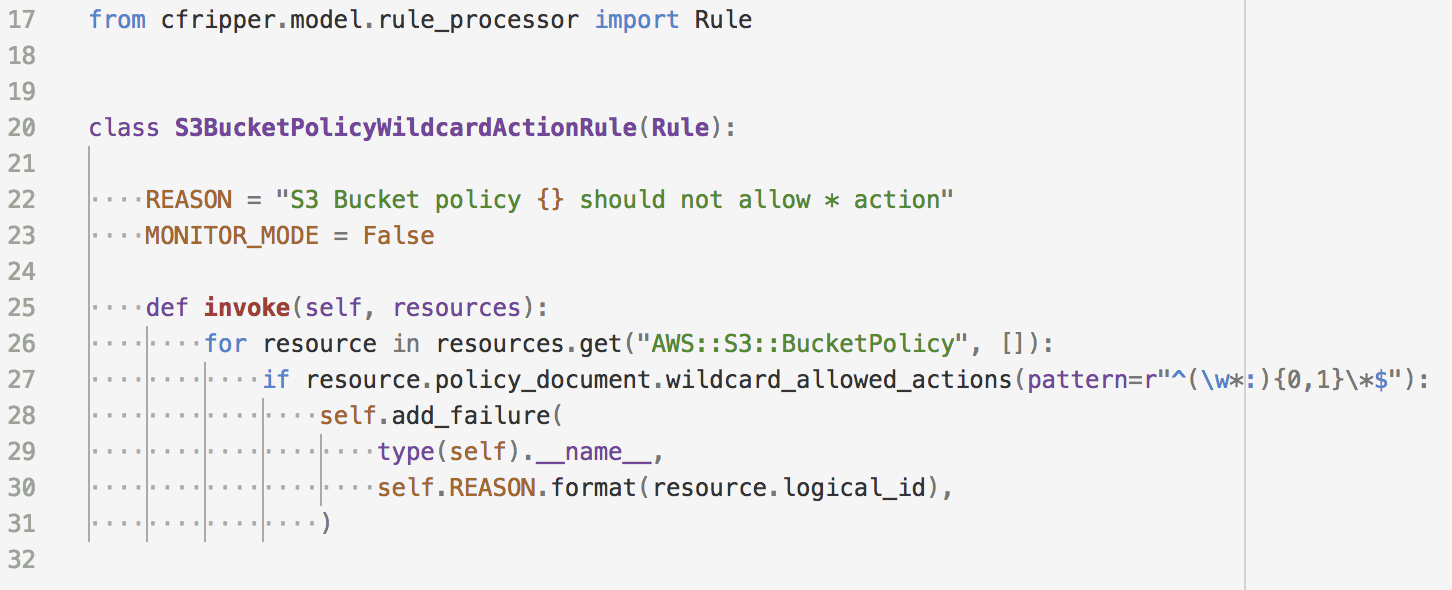 17 from cfripper.model.rule_processor import Rule
18
19
20 class S3BucketPolicyWildcardActionRule(Rule):
21
22     REASON = "S3 Bucket policy {} should not allow * action"
23     MONITOR_MODE = False
24
25     def invoke(self, resources):
26         for resource in resources.get("AWS::S3::BucketPolicy", []):
27             if resource.policy_document.wildcard_allowed_actions(pattern=r"^(\w*:){0,1}\*$"):
28                 self.add_failure(
29                     type(self).__name__,
30                     self.REASON.format(resource.logical_id),
31                 )
32